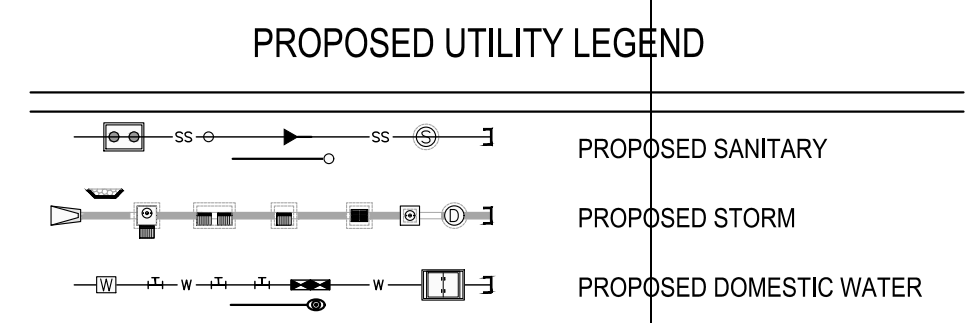 PROPOSED UTILITY LEGEND
SS SS S PROPOSED SANITARY
D PROPOSED STORM
W T W T T W PROPOSED DOMESTIC WATER